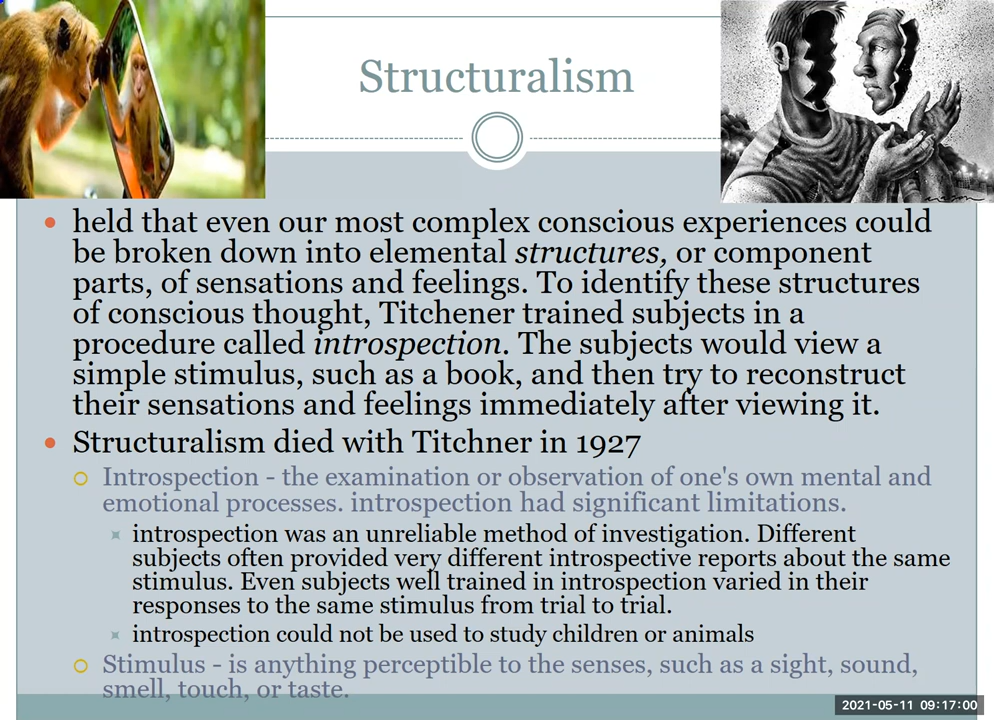 Structuralism
• held that even our most complex conscious experiences could
be broken down into elemental structures, or component
parts, of sensations and feelings. To identify these structures
of conscious thought, Titchener trained subjects in a
procedure called introspection. The subjects would view a
simple stimulus, such as a book, and then try to reconstruct
their sensations and feelings immediately after viewing it.
• Structuralism died with Titchner in 1927
Introspection - the examination or observation of one's own mental and
emotional processes. introspection had significant limitations.
introspection was an unreliable method of investigation. Different
subjects often provided very different introspective reports about the same
stimulus. Even subjects well trained in introspection varied in their
responses to the same stimulus from trial to trial.
introspection could not be used to study children or animals
Stimulus - is anything perceptible to the senses, such as a sight, sound,
smell, touch, or taste.
2021-05-11 09:17:00